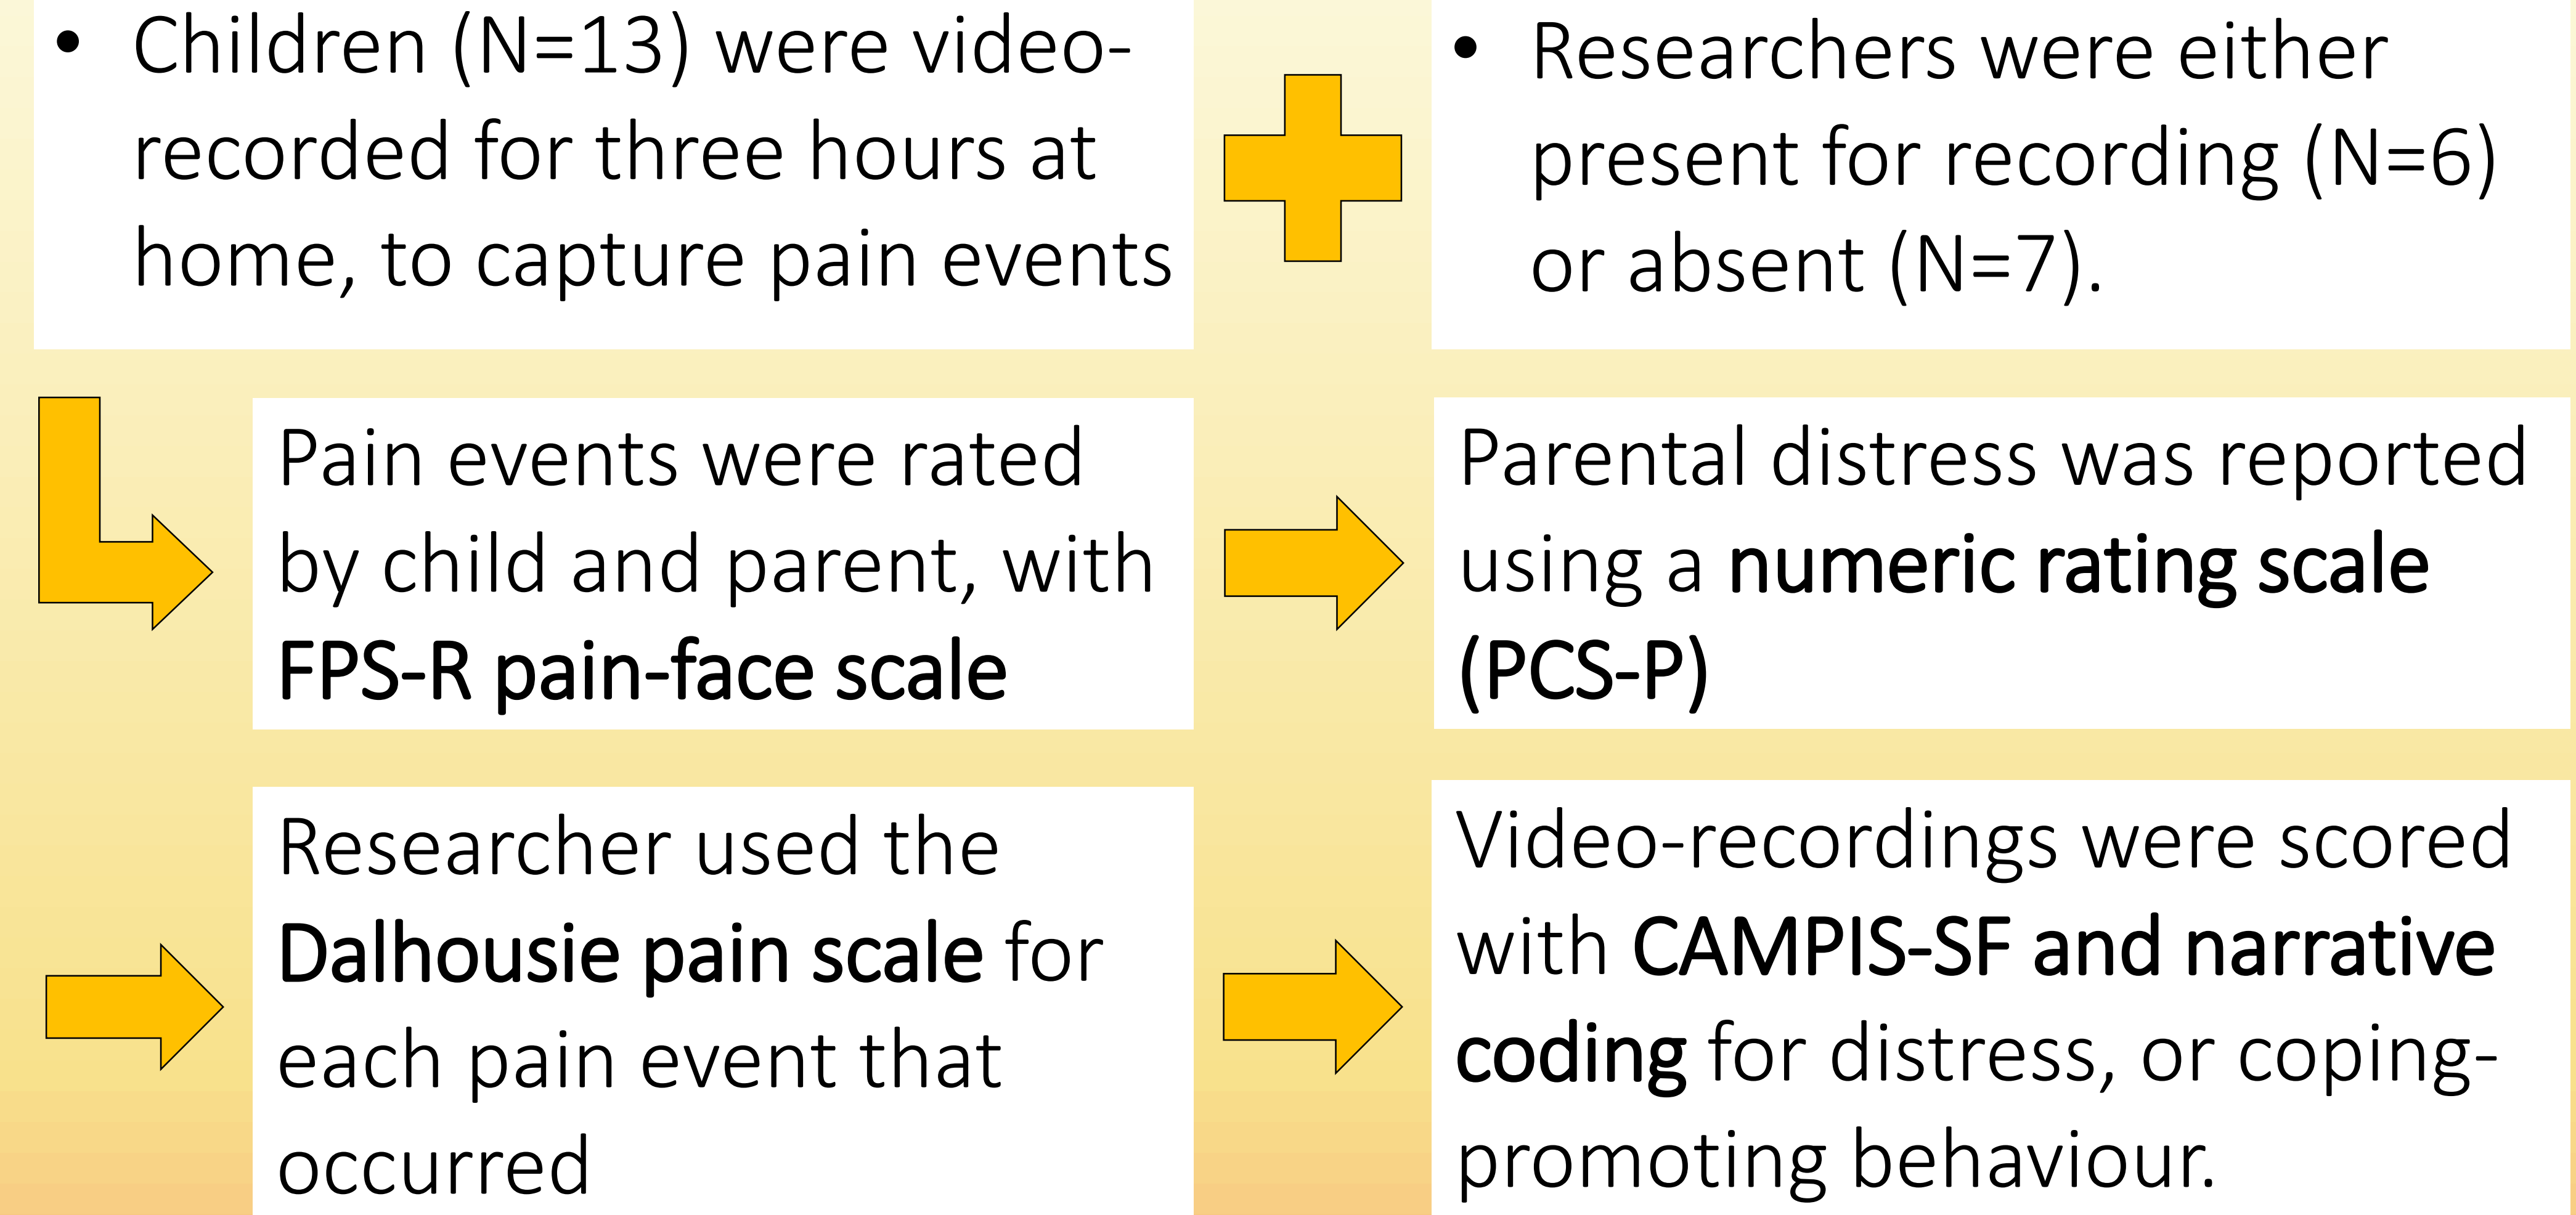 • Children (N=13) were video-
recorded for three hours at
home, to capture pain events
• Researchers were either
present for recording (N=6)
or absent (N=7).
Pain events were rated
by child and parent, with
FPS-R pain-face scale
Parental distress was reported
using a numeric rating scale
(PCS-P)
Researcher used the
Dalhousie pain scale for
each pain event that
occurred
Video-recordings were scored
with CAMPIS-SF and narrative
coding for distress, or coping-
promoting behaviour.